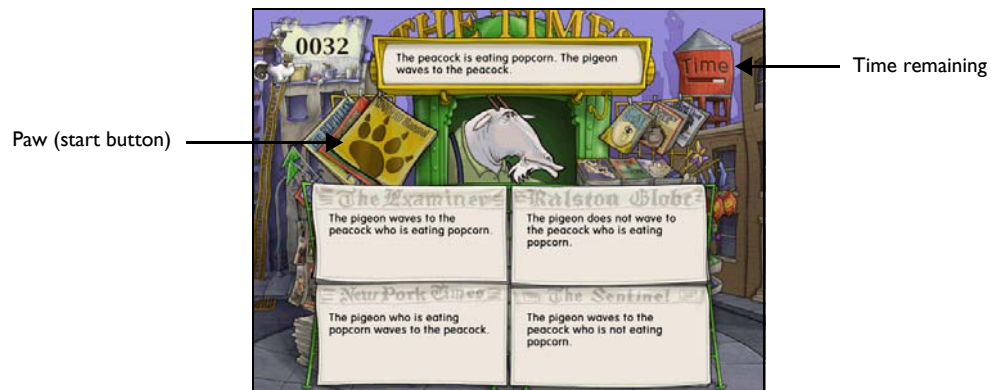 THE TIMES
0032
The peacock is eating popcorn. The pigeon
waves to the peacock.
Time
Time remaining
Paw (start button)
The Examiner
The pigeon waves to the
peacock who is eating popcorn.
Ralston Globe
The pigeon does not wave to
the peacock who is eating
popcorn.
New Pork Times
The pigeon who is eating
popcorn waves to the peacock.
The Sentinel
The pigeon waves to the
peacock who is not eating
popcorn.